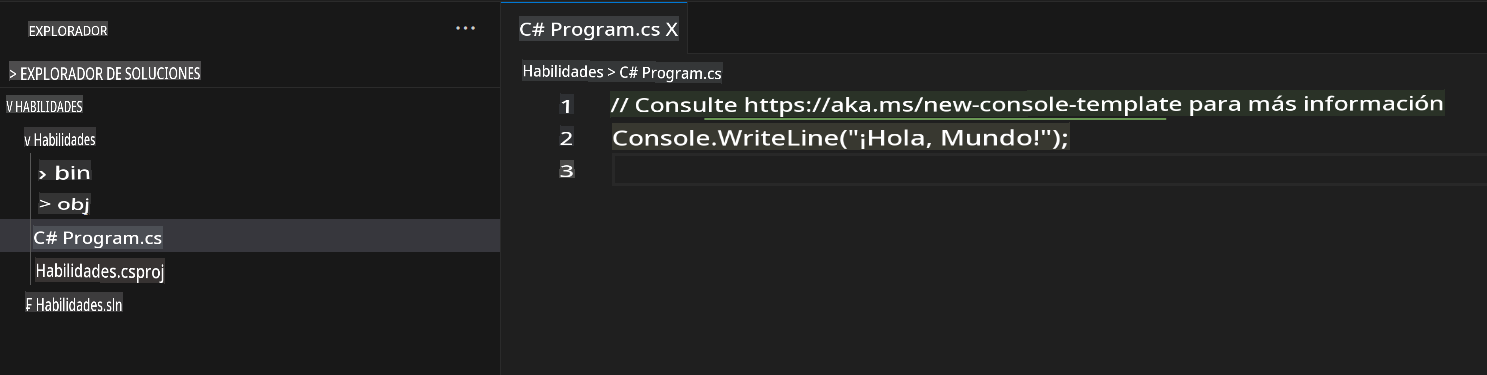 EXPLORADOR
> EXPLORADOR DE SOLUCIONES
V HABILIDADES
v Habilidades
> bin
> obj
C# Program.cs
Habilidades.csproj
Habilidades.sln
C# Program.cs X
Habilidades > C# Program.cs
1 // Consulte https://aka.ms/new-console-template para más información
2 Console.WriteLine("¡Hola, Mundo!");
3